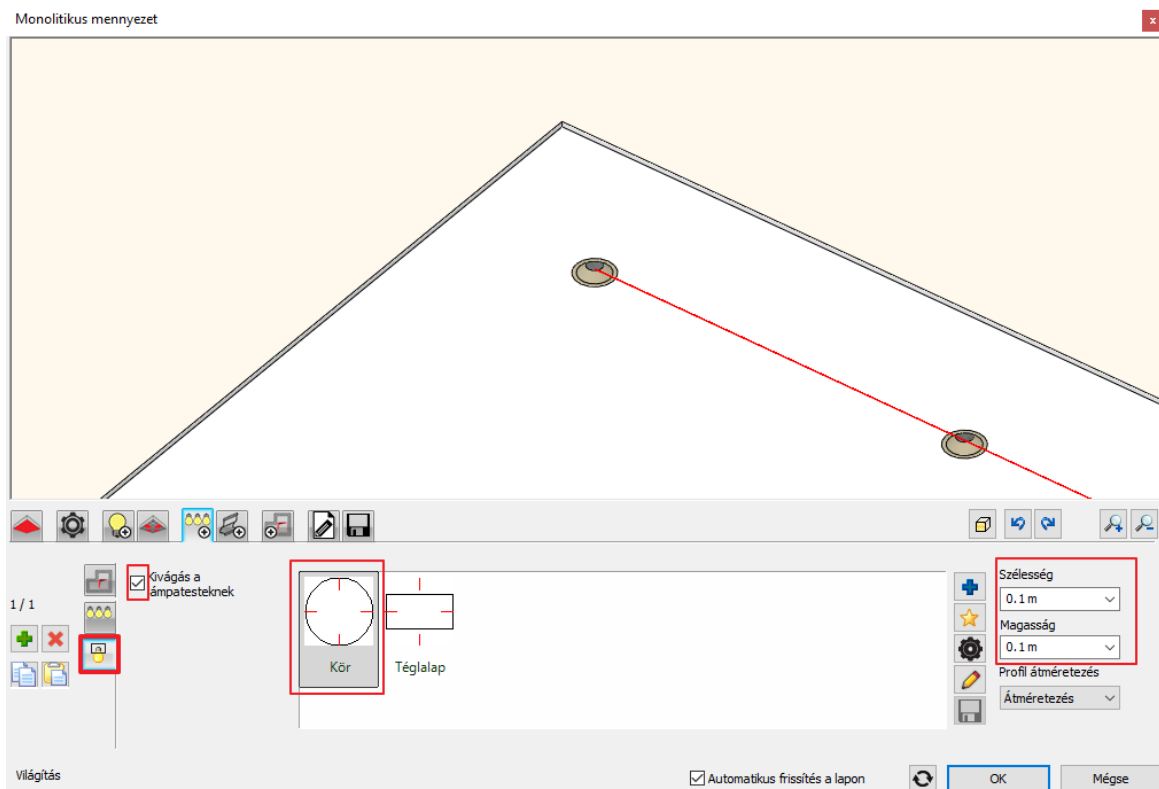 Monolitikus mennyezet
x
Kivágás a
lámpatesteknek
1 / 1
Kör
Téglalap
Szélesség
0.1 m
Magasság
0.1 m
Profil átméretezés
Átméretezés
Világítás
Automatikus frissítés a lapon
OK
Mégse